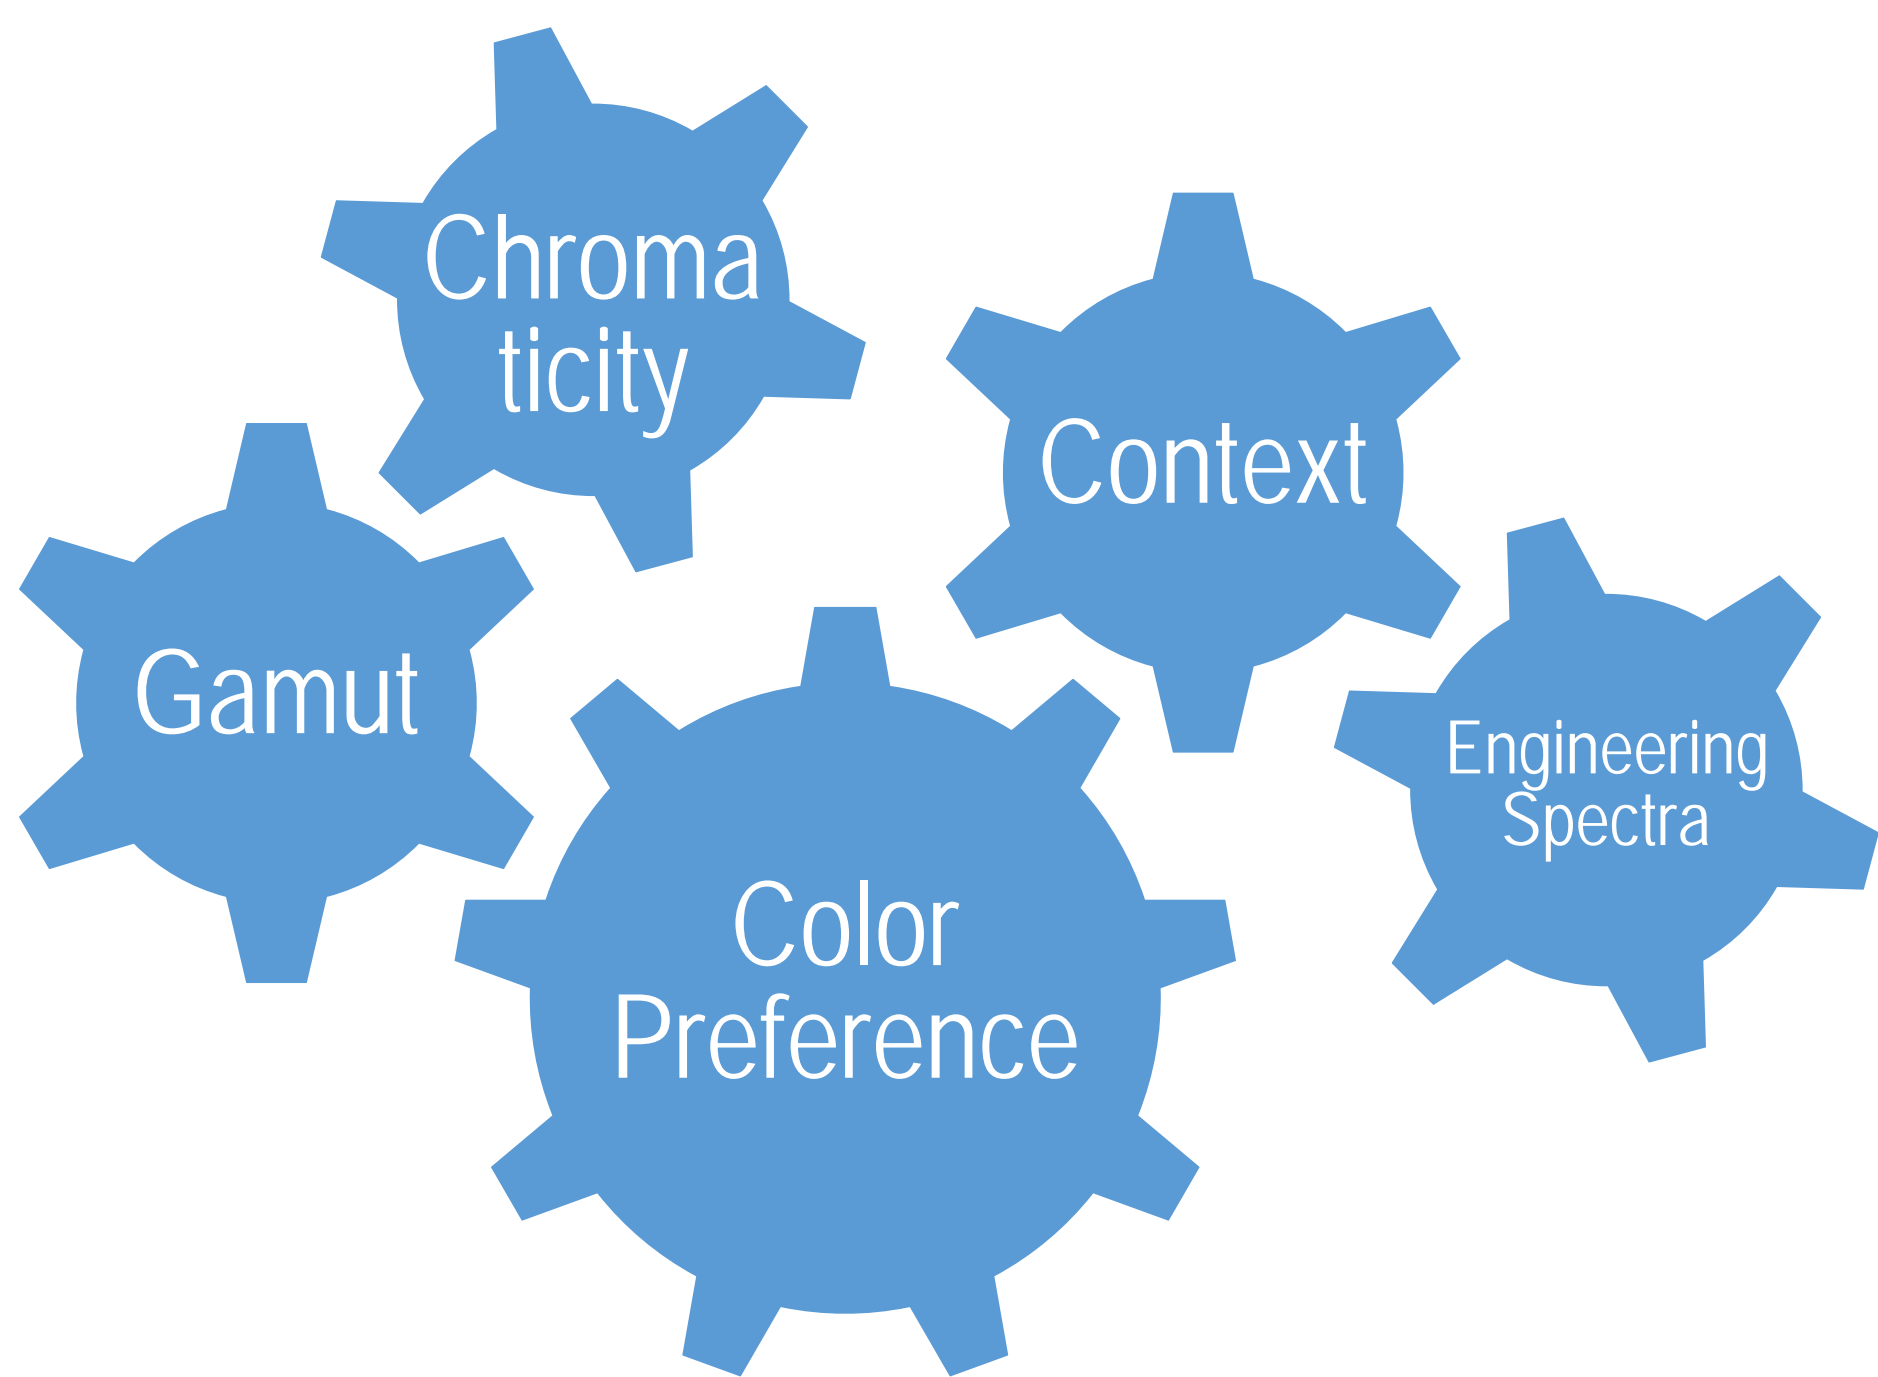 Chroma
ticity
Context
Gamut
Engineering
Spectra
Color
Preference